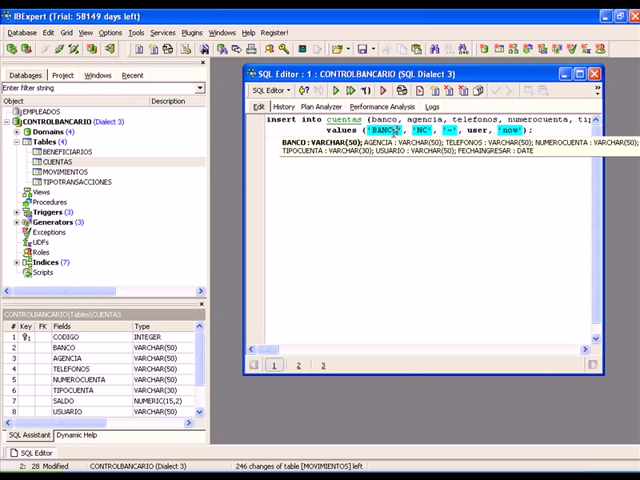 IBExpert (Trial: 58149 days left)
Database Edit Grid View Options Tools Services Plugins Windows Help Register!
Databases Project Windows Recent
Enter filter string
Object Description
EMPLEADOS
CONTROLBANCARIO (Dialect 3)
Domains (4)
Tables (4)
BENEFICIARIOS
CUENTAS
MOVIMIENTOS
TIPOTRANSACCIONES
Views
Procedures
Triggers (3)
Generators (3)
Exceptions
UDFs
Roles
Indices (7)
Scripts
CONTROLBANCARIO\Tables\CUENTAS
# Key FK Fields Type
1 1 CODIGO INTEGER
2 BANCO VARCHAR(50)
3 AGENCIA VARCHAR(50)
4 TELEFONOS VARCHAR(50)
5 NUMEROCUENTA VARCHAR(50)
6 TIPOCUENTA VARCHAR(30)
7 SALDO NUMERIC(15,2)
8 USUARIO VARCHAR(50)
SQL Assistant Dynamic Help
SQL Editor : 1 : CONTROLBANCARIO (SQL Dialect 3)
SQL Editor
Edit History Plan Analyzer Performance Analysis Logs
insert into cuentas (banco, agencia, telefonos, numerocuenta, tip
values ('BANC', 'NC', '-', user, 'now');
BANCO : VARCHAR(50); AGENCIA : VARCHAR(50); TELEFONOS : VARCHAR(50); NUMEROCUENTA : VARCHAR(50);
TIPOCUENTA : VARCHAR(30); USUARIO : VARCHAR(50); FECHAINGRESAR : DATE
1 2 3
SQL Editor
2: 28 Modified CONTROLBANCARIO (Dialect 3) 246 changes of table [MOVIMIENTOS] left